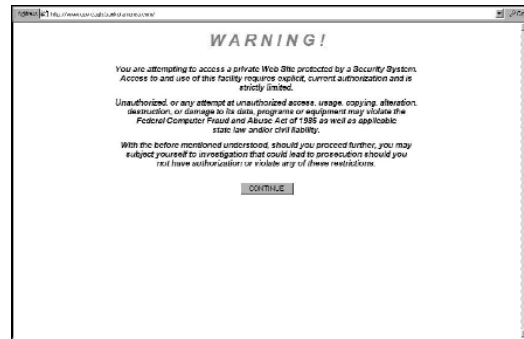 Address
WARNING!
You are attempting to access a private Web Site protected by a Security System.
Access to and use of this facility requires explicit, current authorization and is
strictly limited.
Unauthorized, or any attempt at unauthorized access, usage, copying, alteration,
destruction, or damage to its data, programs or equipment may violate the
Federal Computer Fraud and Abuse Act of 1986 as well as applicable
state law and/or civil liability.
With the before mentioned understood, should you proceed further, you may
subject yourself to investigation that could lead to prosecution should you
not have authorization or violate any of these restrictions.
CONTINUE